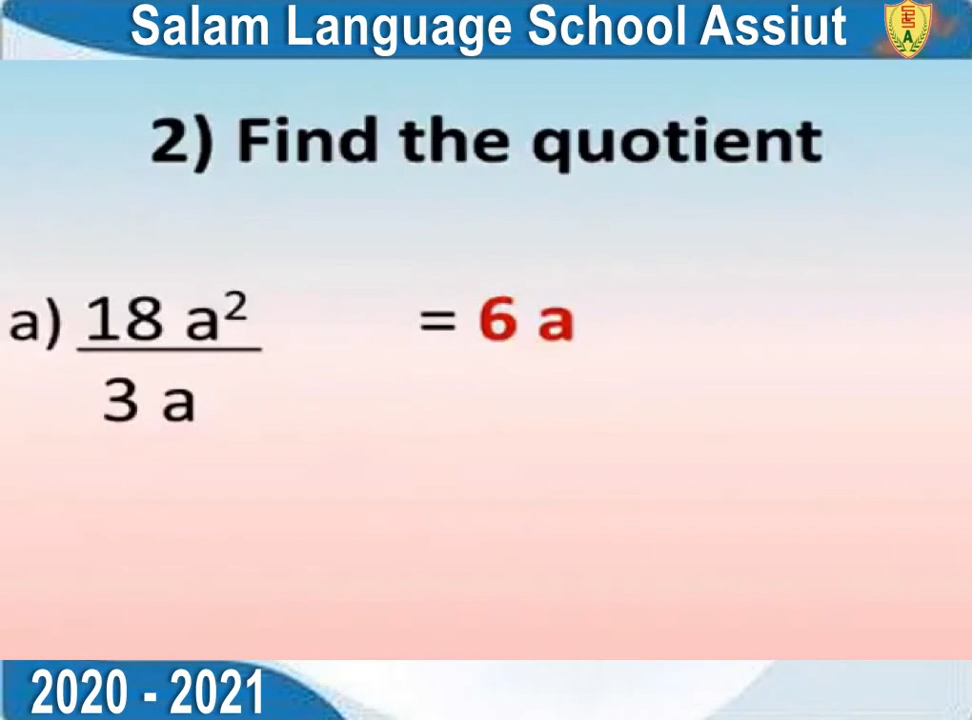 Salam Language School Assiut
2) Find the quotient
a) 18 a² = 6 a
3 a
2020 - 2021